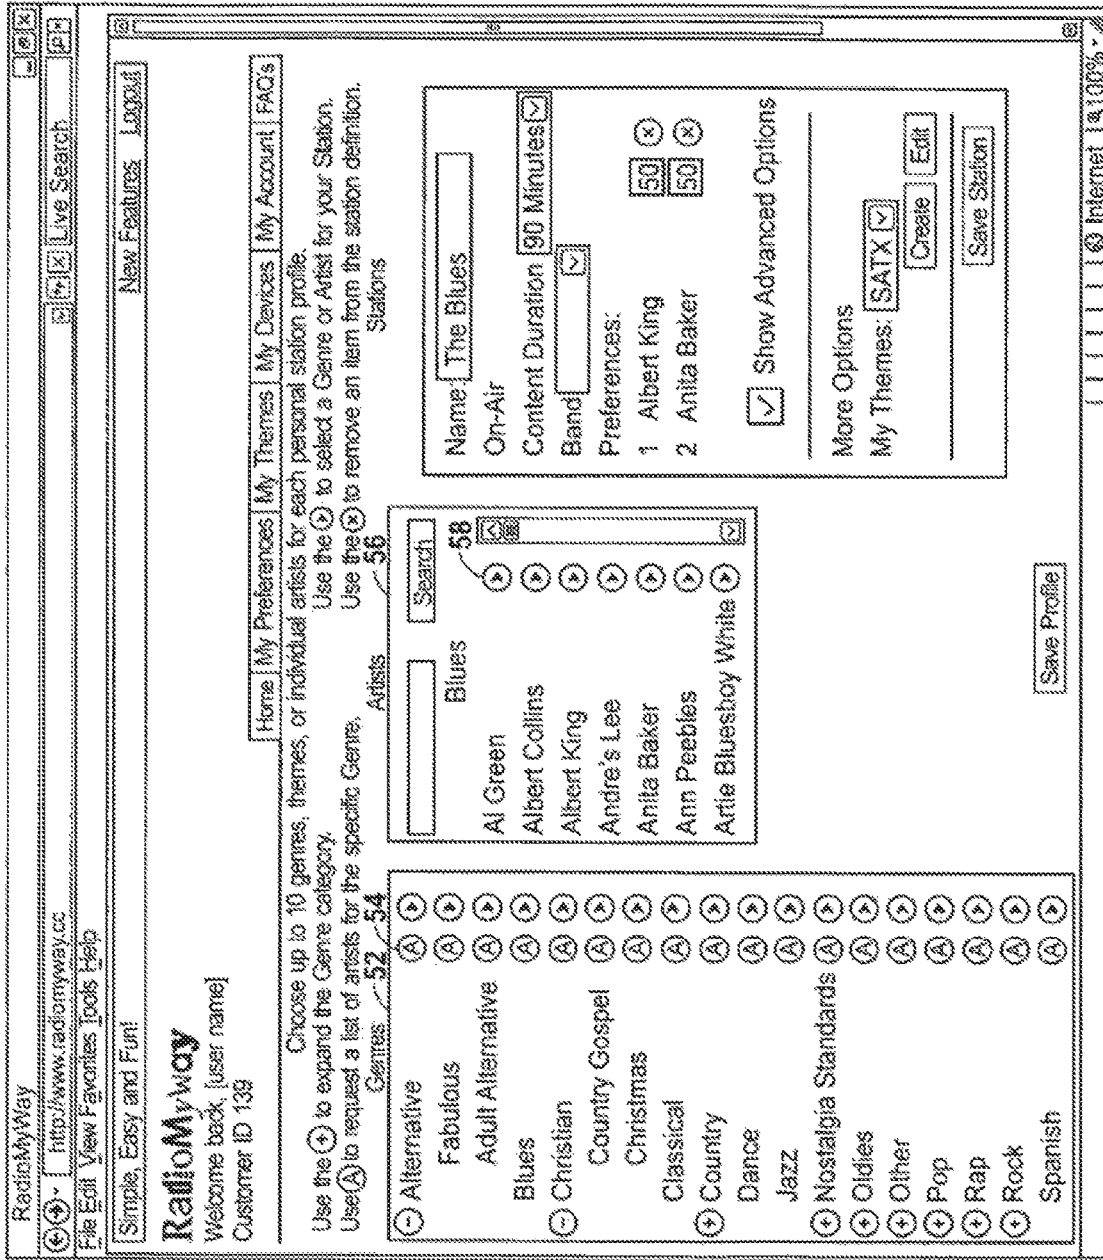 RadioMyWay
http://www.radiomyway.cc
Live Search
File Edit View Favorites Tools Help
Simple, Easy and Fun!
New Features Logout
RadioMyWay
Welcome back, [user name]
Customer ID 139
Home My Preferences My Themes My Devices My Account FAQ's
Choose up to 10 genres, themes, or individual artists for each personal station profile.
Use the + to expand the Genre category.
Use the > to select a Genre or Artist for your Station.
Use A to request a list of artists for the specific Genre.
Use the x to remove an item from the station definition.
Genres
52
54
Artists
56
Stations
- Alternative A >
Fabulous A >
Adult Alternative A >
Blues A >
- Christian A >
Country Gospel A >
Christmas A >
Classical A >
+ Country A >
Dance A >
Jazz A >
+ Nostalgia Standards A >
+ Oldies A >
+ Other A >
+ Pop A >
+ Rap A >
+ Rock A >
Spanish A >
Search
Blues
58
Al Green
Albert Collins
Albert King
Andre's Lee
Anita Baker
Ann Peebles
Artie Bluesboy White
Name: The Blues
On-Air
Content Duration 90 Minutes
Band
Preferences:
1 Albert King 50 x
2 Anita Baker 50 x
Show Advanced Options
More Options
My Themes: SATX
Create Edit
Save Station
Save Profile
Internet 100%